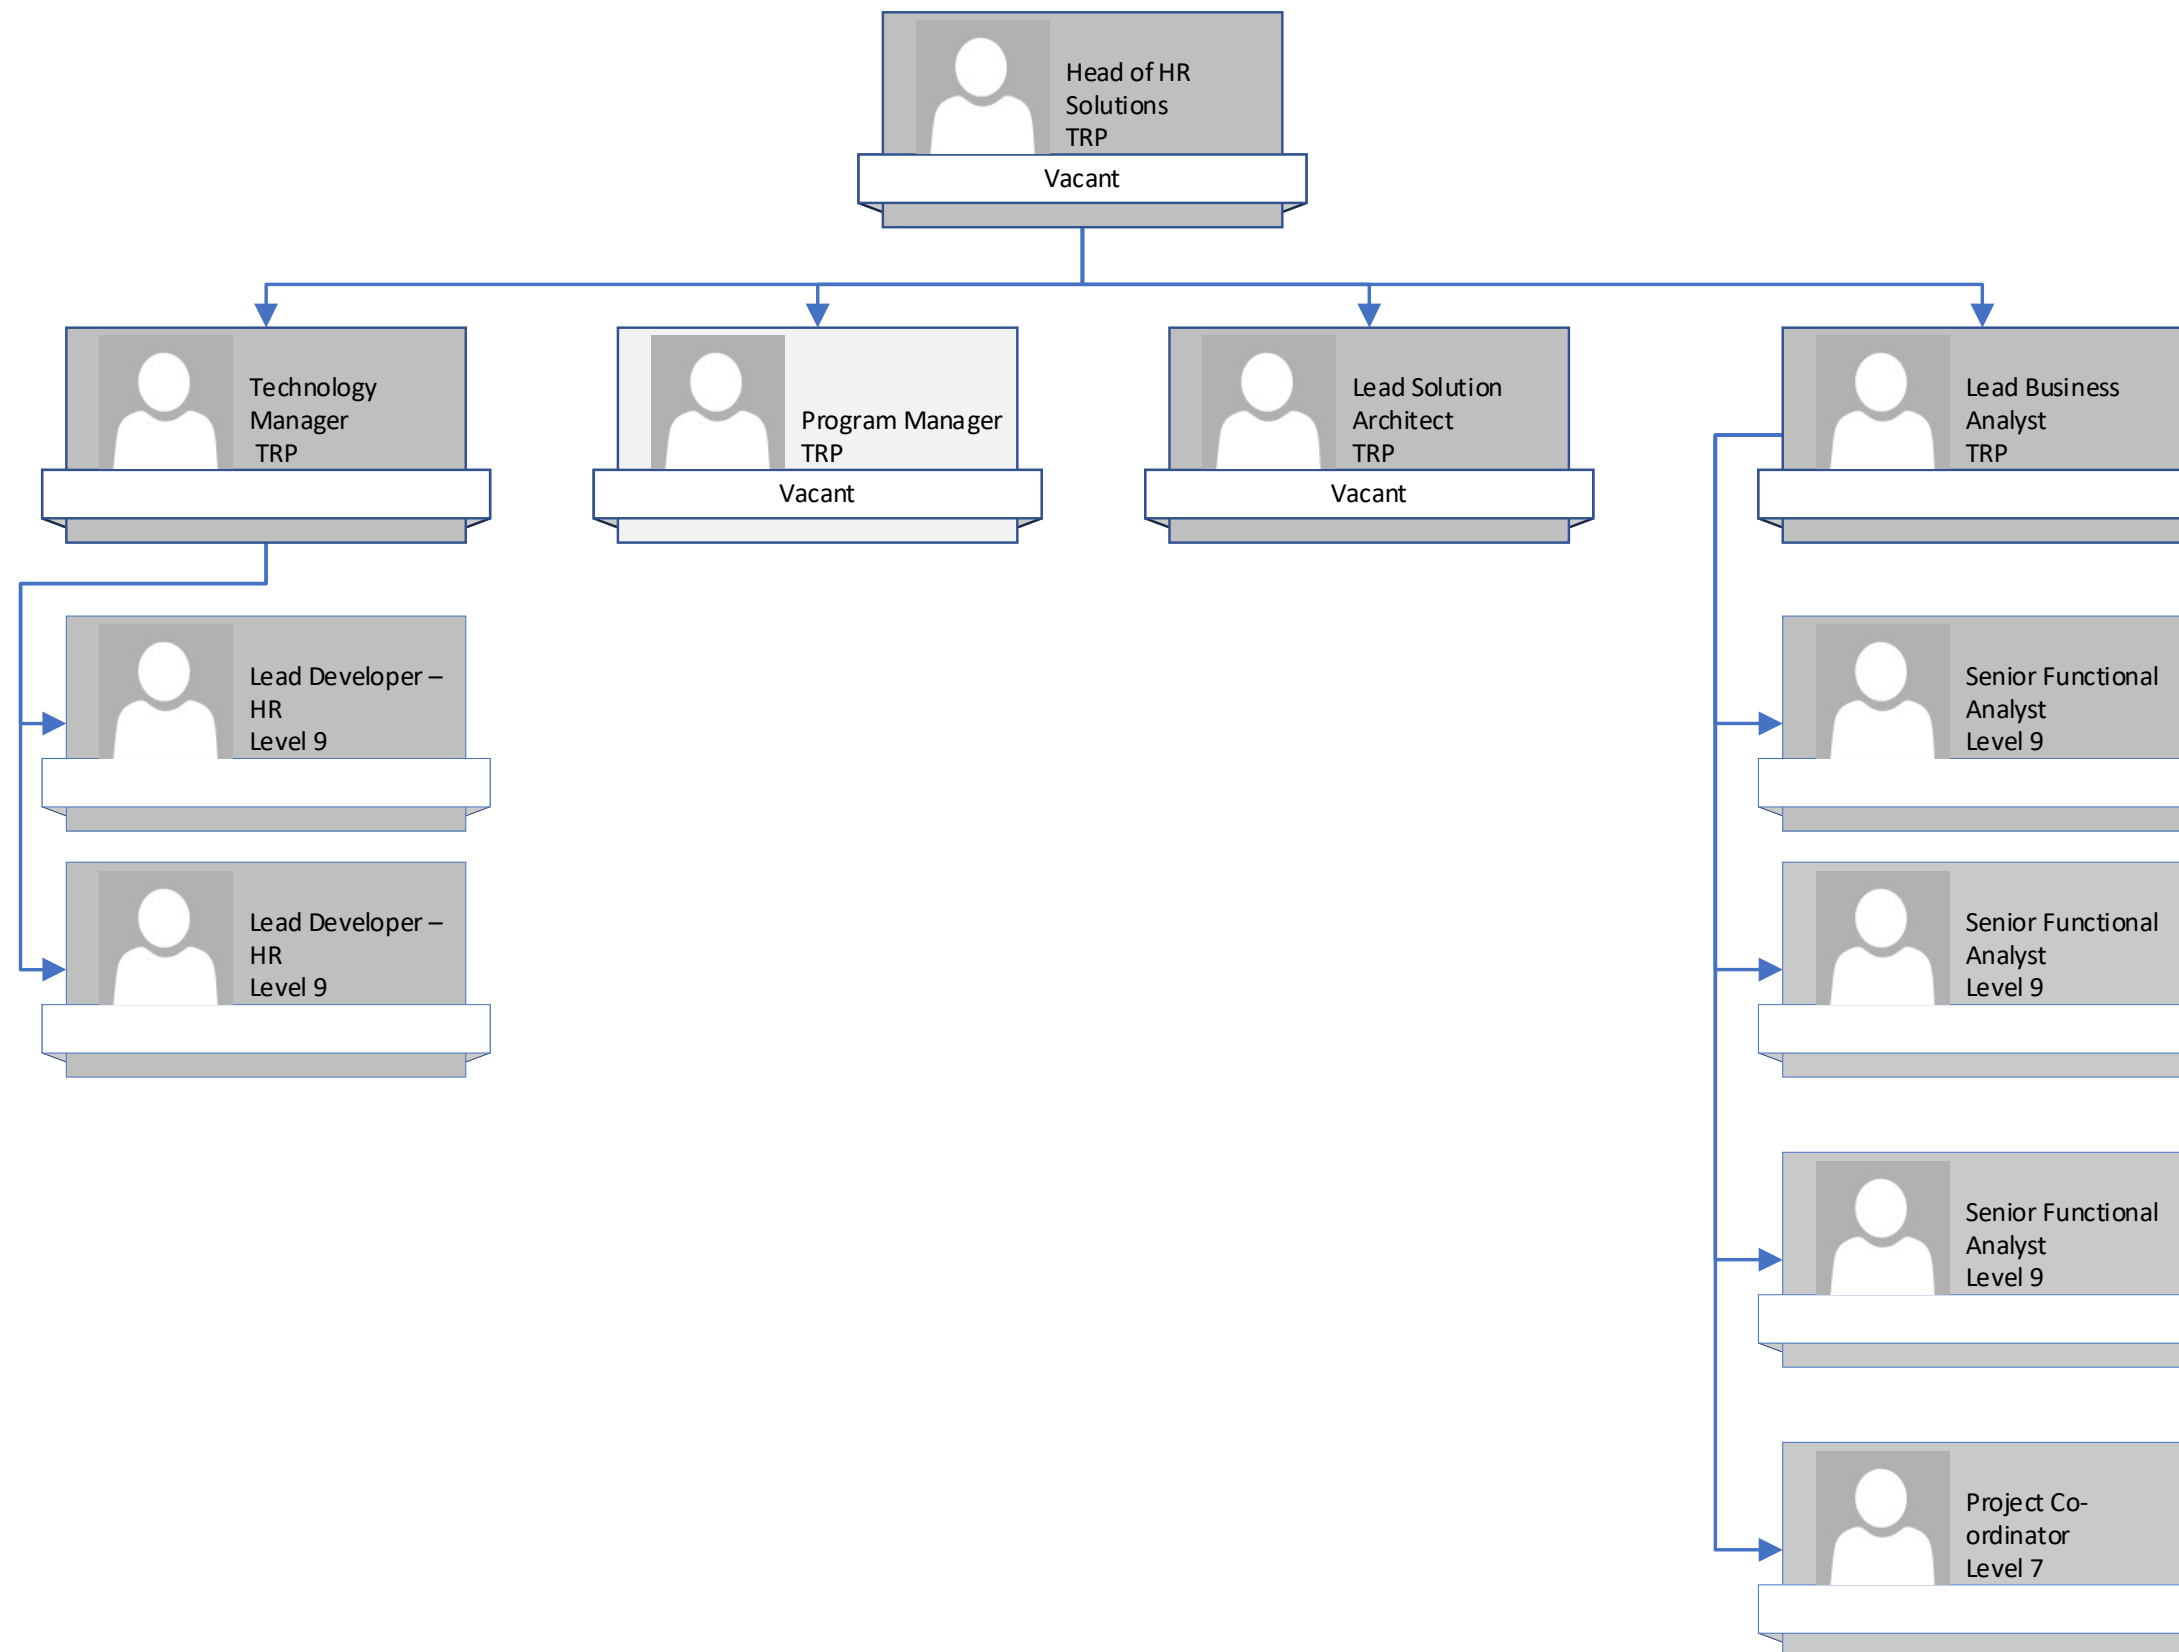 Head of HR
Solutions
TRP
Vacant
Technology
Manager
TRP
Program Manager
TRP
Vacant
Lead Solution
Architect
TRP
Vacant
Lead Business
Analyst
TRP
Lead Developer –
HR
Level 9
Lead Developer –
HR
Level 9
Senior Functional
Analyst
Level 9
Senior Functional
Analyst
Level 9
Senior Functional
Analyst
Level 9
Project Co-
ordinator
Level 7